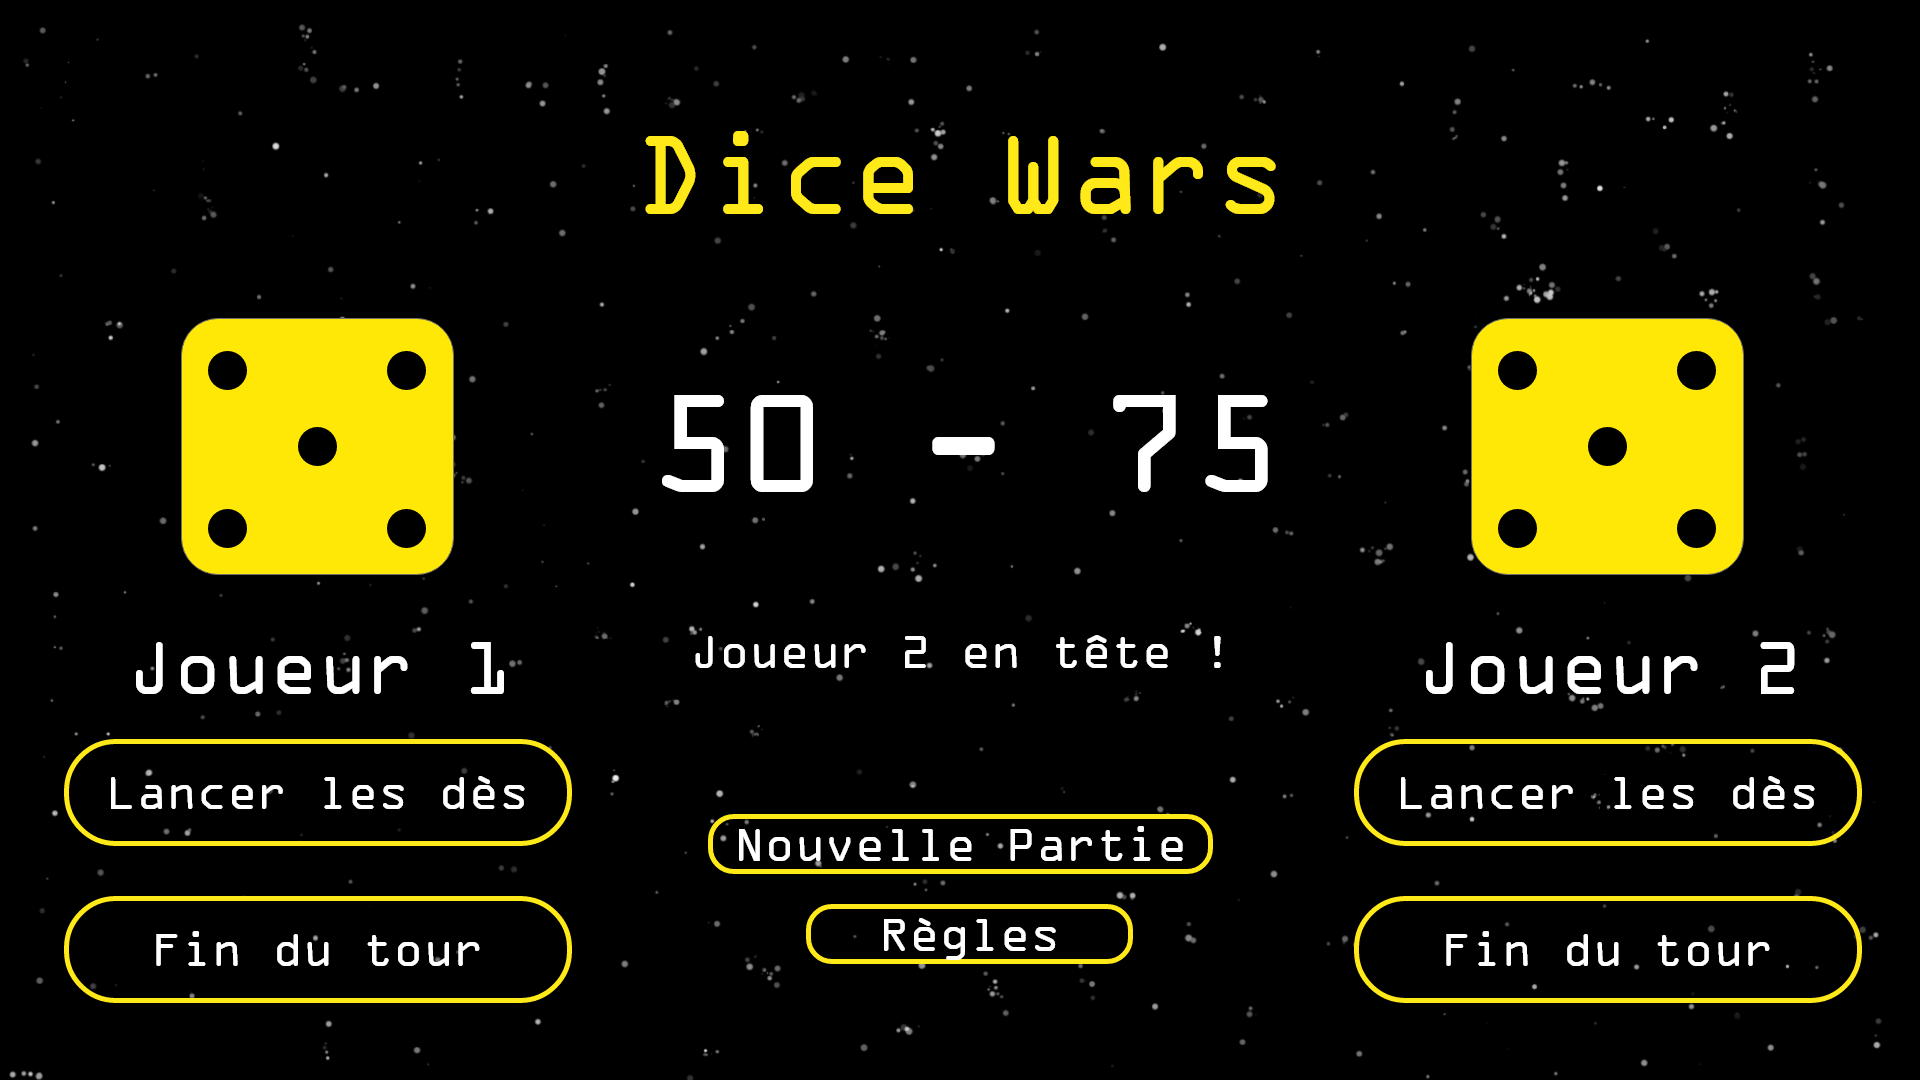 Dice Wars
50 - 75
Joueur 2 en tête !
Joueur 1
Lancer les dès
Fin du tour
Nouvelle Partie
Règles
Joueur 2
Lancer les dès
Fin du tour